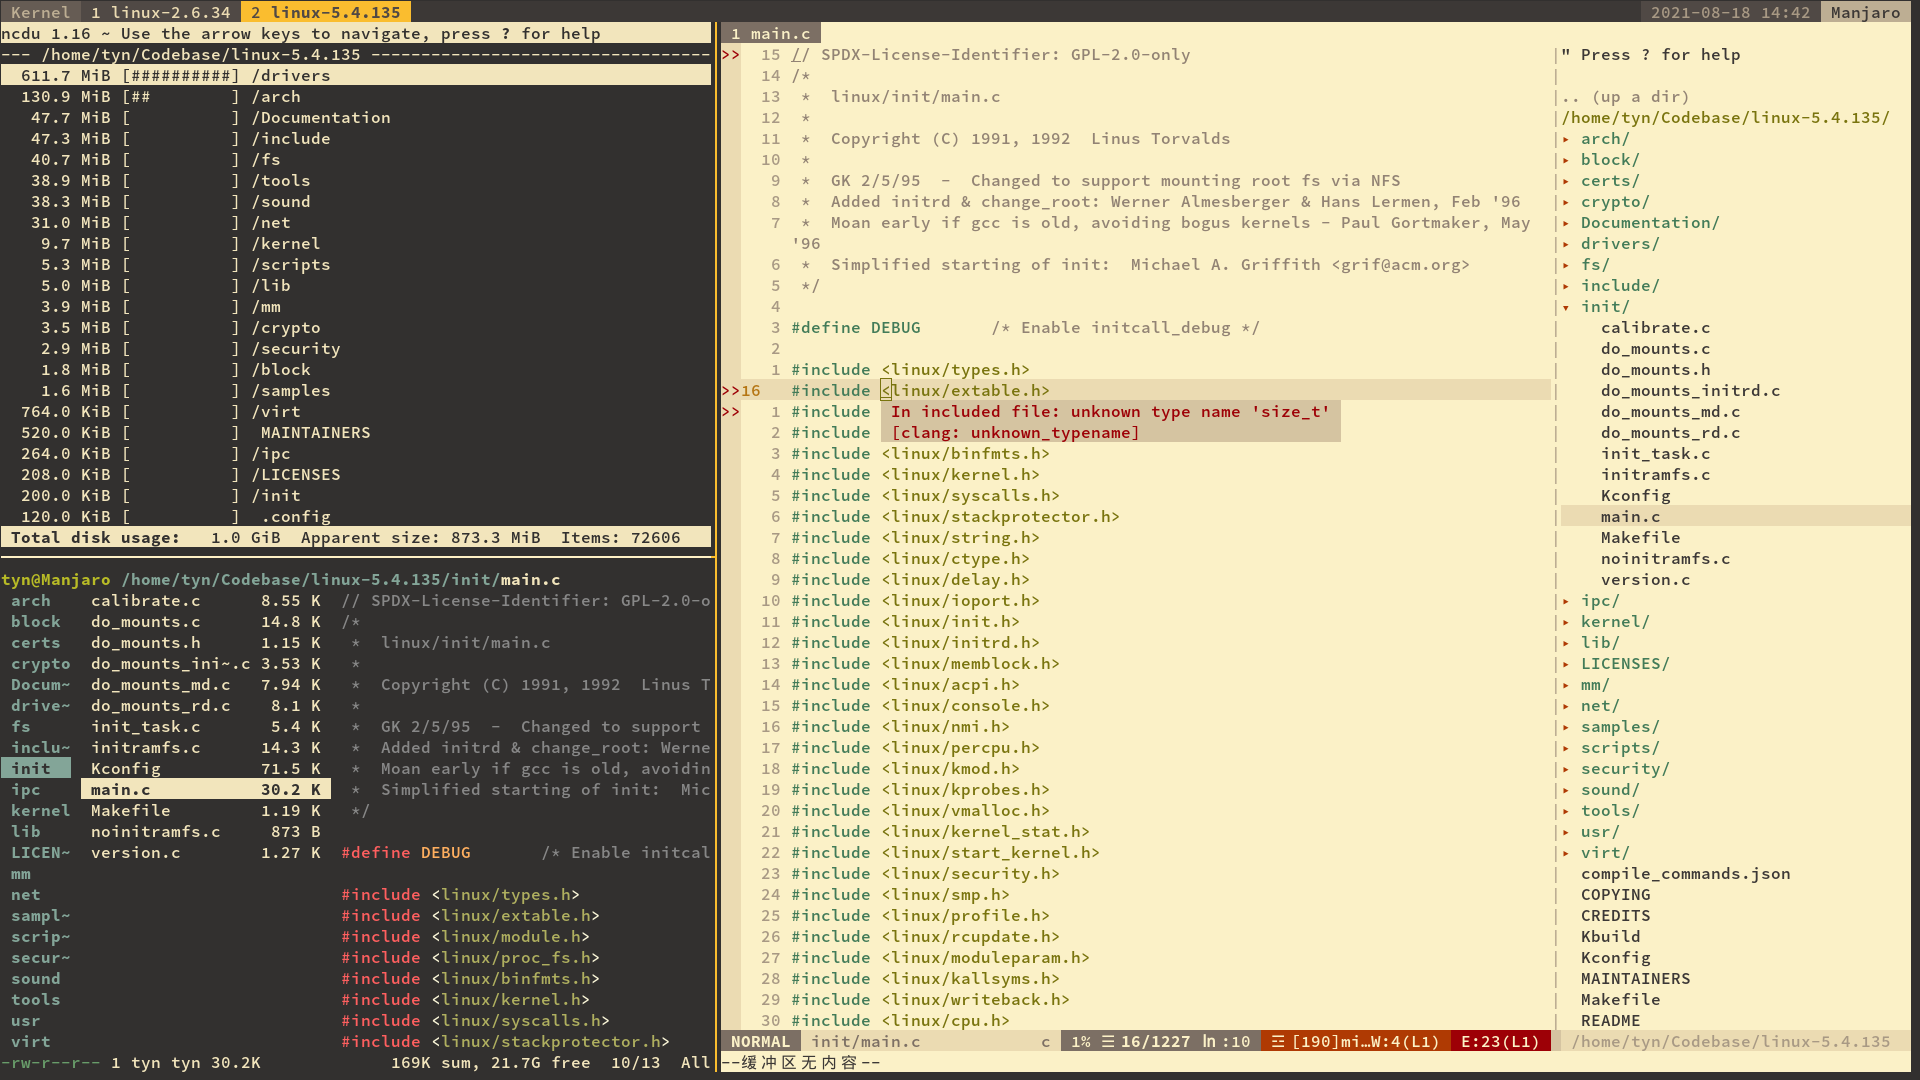 Kernel  1 linux-2.6.34  2 linux-5.4.135
2021-08-18 14:42  Manjaro
ncdu 1.16 ~ Use the arrow keys to navigate, press ? for help
--- /home/tyn/Codebase/linux-5.4.135 ----------------------------------
611.7 MiB [##########] /drivers
130.9 MiB [##        ] /arch
47.7 MiB [          ] /Documentation
47.3 MiB [          ] /include
40.7 MiB [          ] /fs
38.9 MiB [          ] /tools
38.3 MiB [          ] /sound
31.0 MiB [          ] /net
9.7 MiB [          ] /kernel
5.3 MiB [          ] /scripts
5.0 MiB [          ] /lib
3.9 MiB [          ] /mm
3.5 MiB [          ] /crypto
2.9 MiB [          ] /security
1.8 MiB [          ] /block
1.6 MiB [          ] /samples
764.0 KiB [          ] /virt
520.0 KiB [          ]  MAINTAINERS
264.0 KiB [          ] /ipc
208.0 KiB [          ] /LICENSES
200.0 KiB [          ] /init
120.0 KiB [          ]  .config
Total disk usage:   1.0 GiB  Apparent size: 873.3 MiB  Items: 72606
tyn@Manjaro /home/tyn/Codebase/linux-5.4.135/init/main.c
arch    calibrate.c      8.55 K  // SPDX-License-Identifier: GPL-2.0-o
block   do_mounts.c      14.8 K  /*
certs   do_mounts.h      1.15 K   *  linux/init/main.c
crypto  do_mounts_ini~.c 3.53 K   *
Docum~  do_mounts_md.c   7.94 K   *  Copyright (C) 1991, 1992  Linus T
drive~  do_mounts_rd.c    8.1 K   *
fs      init_task.c       5.4 K   *  GK 2/5/95  -  Changed to support
inclu~  initramfs.c      14.3 K   *  Added initrd & change_root: Werne
init    Kconfig          71.5 K   *  Moan early if gcc is old, avoidin
ipc     main.c           30.2 K   *  Simplified starting of init:  Mic
kernel  Makefile         1.19 K   */
lib     noinitramfs.c     873 B
LICEN~  version.c        1.27 K  #define DEBUG       /* Enable initcal
mm
net     #include <linux/types.h>
sampl~  #include <linux/extable.h>
scrip~  #include <linux/module.h>
secur~  #include <linux/proc_fs.h>
sound   #include <linux/binfmts.h>
tools   #include <linux/kernel.h>
usr     #include <linux/syscalls.h>
virt    #include <linux/stackprotector.h>
-rw-r--r-- 1 tyn tyn 30.2K             169K sum, 21.7G free  10/13  All
1 main.c
>>  15 // SPDX-License-Identifier: GPL-2.0-only
14 /*
13  *  linux/init/main.c
12  *
11  *  Copyright (C) 1991, 1992  Linus Torvalds
10  *
9  *  GK 2/5/95  -  Changed to support mounting root fs via NFS
8  *  Added initrd & change_root: Werner Almesberger & Hans Lermen, Feb '96
7  *  Moan early if gcc is old, avoiding bogus kernels - Paul Gortmaker, May
'96
6  *  Simplified starting of init:  Michael A. Griffith <grif@acm.org>
5  */
4
3 #define DEBUG       /* Enable initcall_debug */
2
1 #include <linux/types.h>
>>16   #include <linux/extable.h>
>>   1 #include  In included file: unknown type name 'size_t'
2 #include  [clang: unknown_typename]
3 #include <linux/binfmts.h>
4 #include <linux/kernel.h>
5 #include <linux/syscalls.h>
6 #include <linux/stackprotector.h>
7 #include <linux/string.h>
8 #include <linux/ctype.h>
9 #include <linux/delay.h>
10 #include <linux/ioport.h>
11 #include <linux/init.h>
12 #include <linux/initrd.h>
13 #include <linux/memblock.h>
14 #include <linux/acpi.h>
15 #include <linux/console.h>
16 #include <linux/nmi.h>
17 #include <linux/percpu.h>
18 #include <linux/kmod.h>
19 #include <linux/kprobes.h>
20 #include <linux/vmalloc.h>
21 #include <linux/kernel_stat.h>
22 #include <linux/start_kernel.h>
23 #include <linux/security.h>
24 #include <linux/smp.h>
25 #include <linux/profile.h>
26 #include <linux/rcupdate.h>
27 #include <linux/moduleparam.h>
28 #include <linux/kallsyms.h>
29 #include <linux/writeback.h>
30 #include <linux/cpu.h>
NORMAL  init/main.c            c  1% ☰ 16/1227 ㏑:10  ☲ [190]mi…W:4(L1)  E:23(L1)
--缓冲区无内容--
" Press ? for help
.. (up a dir)
/home/tyn/Codebase/linux-5.4.135/
▸ arch/
▸ block/
▸ certs/
▸ crypto/
▸ Documentation/
▸ drivers/
▸ fs/
▸ include/
▾ init/
calibrate.c
do_mounts.c
do_mounts.h
do_mounts_initrd.c
do_mounts_md.c
do_mounts_rd.c
init_task.c
initramfs.c
Kconfig
main.c
Makefile
noinitramfs.c
version.c
▸ ipc/
▸ kernel/
▸ lib/
▸ LICENSES/
▸ mm/
▸ net/
▸ samples/
▸ scripts/
▸ security/
▸ sound/
▸ tools/
▸ usr/
▸ virt/
compile_commands.json
COPYING
CREDITS
Kbuild
Kconfig
MAINTAINERS
Makefile
README
/home/tyn/Codebase/linux-5.4.135